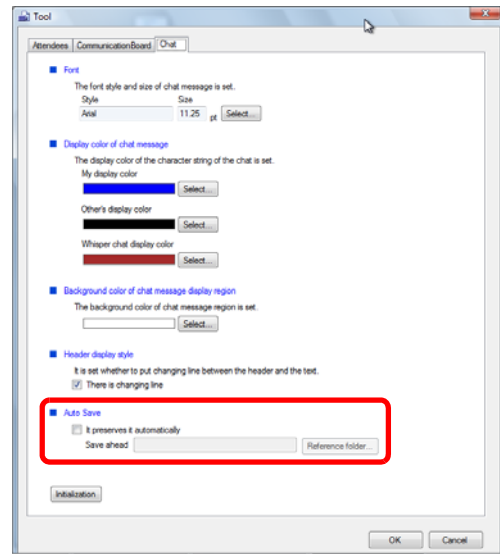 Tool
Attendees CommunicationBoard Chat
Font
The font style and size of chat message is set.
Style Size
Arial 11.25 pt Select...
Display color of chat message
The display color of the character string of the chat is set.
My display color
Select...
Other's display color
Select...
Whisper chat display color
Select...
Background color of chat message display region
The background color of chat message region is set.
Select...
Header display style
It is set whether to put changing line between the header and the text.
There is changing line
Auto Save
It preserves it automatically
Save ahead Reference folder...
Initialization
OK Cancel